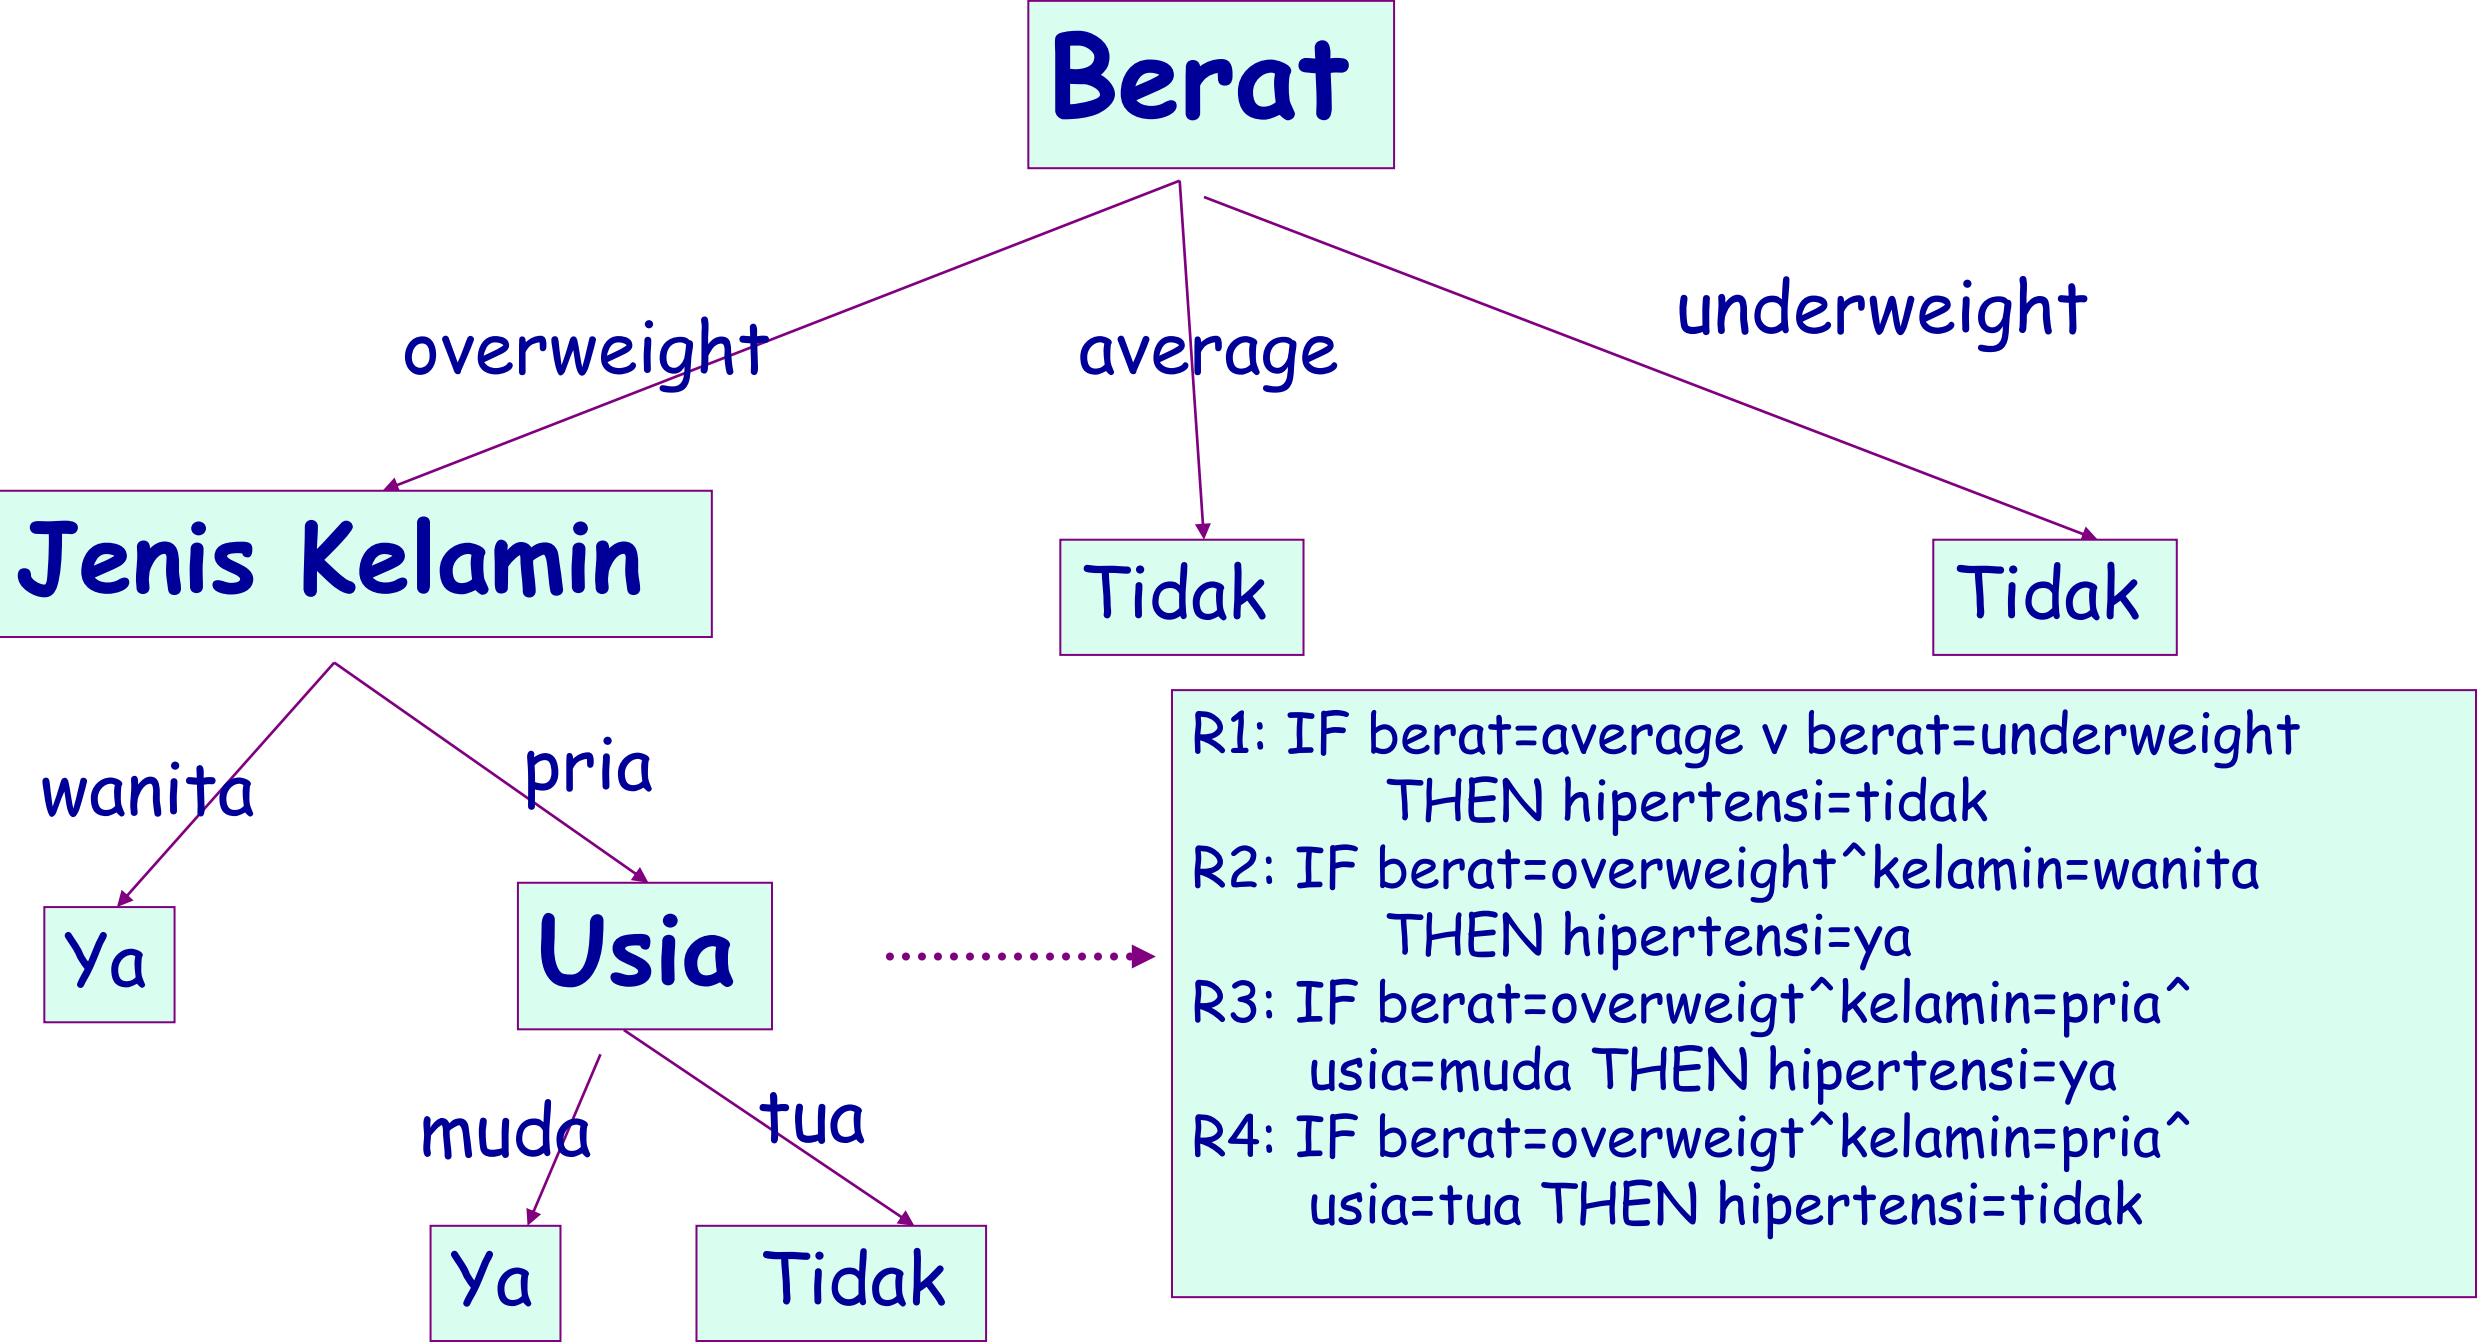 Berat
overweight
average
underweight
Jenis Kelamin
Tidak
Tidak
wanita
pria
Ya
Usia
muda
tua
Ya
Tidak
R1: IF berat=average v berat=underweight
THEN hipertensi=tidak
R2: IF berat=overweight^kelamin=wanita
THEN hipertensi=ya
R3: IF berat=overweigt^kelamin=pria^
usia=muda THEN hipertensi=ya
R4: IF berat=overweigt^kelamin=pria^
usia=tua THEN hipertensi=tidak